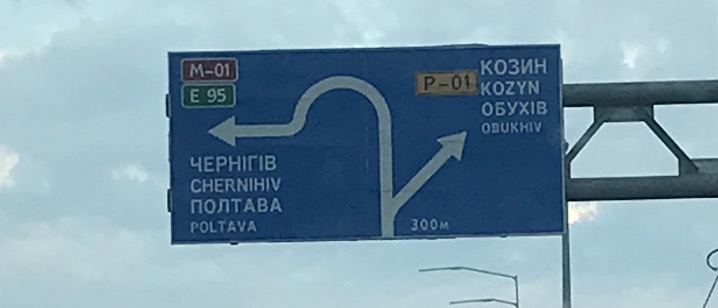 М-01
E 95
ЧЕРНІГІВ
CHERNIHIV
ПОЛТАВА
POLTAVA
Р-01
КОЗИН
KOZYN
ОБУХІВ
OBUKHIV
300м